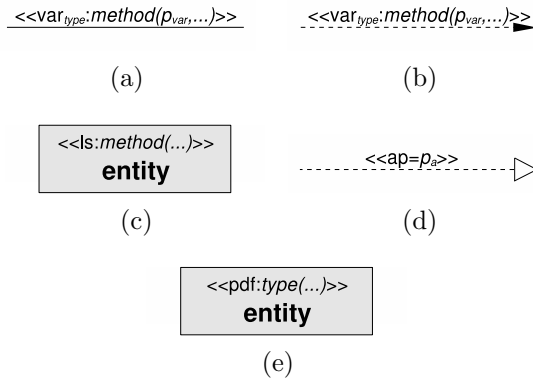 <<var_type:method(p_var,...)>> <<var_type:method(p_var,...)>>
(a) (b)
<<ls:method(...)>>
entity
<<ap=p_a>>
(c) (d)
<<pdf:type(...)>>
entity
(e)